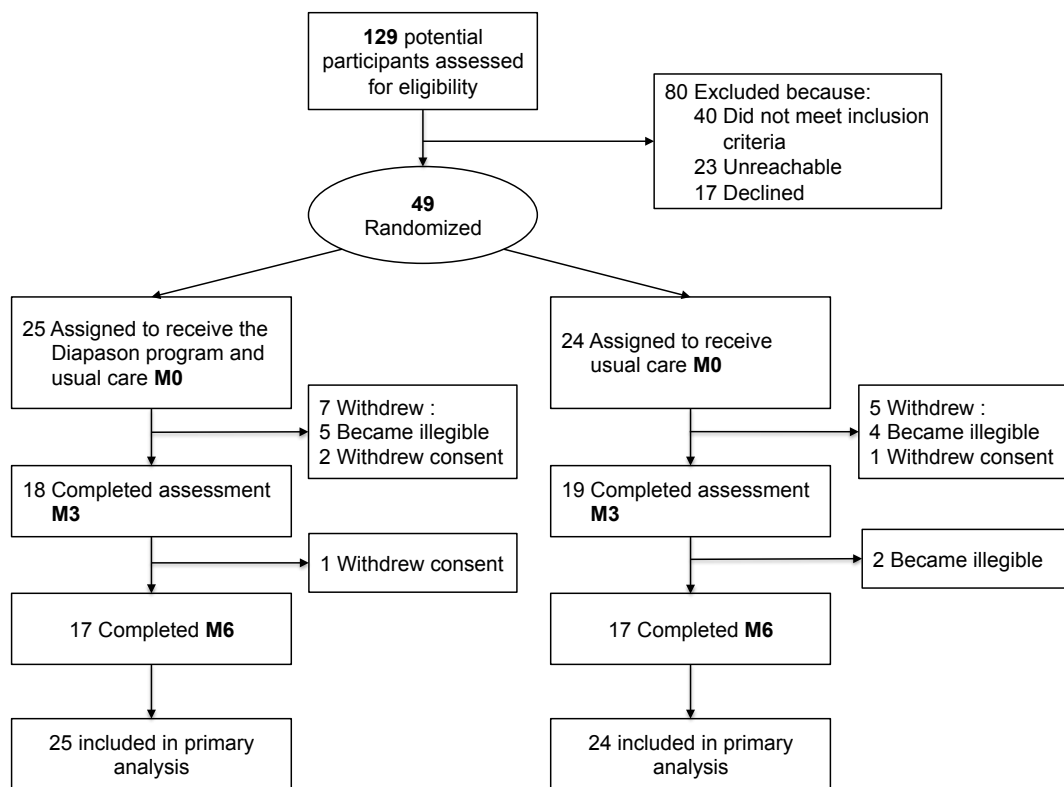 129 potential
participants assessed
for eligibility
80 Excluded because:
40 Did not meet inclusion
criteria
23 Unreachable
17 Declined
49
Randomized
25 Assigned to receive the
Diapason program and
usual care M0
24 Assigned to receive
usual care M0
7 Withdrew :
5 Became illegible
2 Withdrew consent
5 Withdrew :
4 Became illegible
1 Withdrew consent
18 Completed assessment
M3
19 Completed assessment
M3
1 Withdrew consent
2 Became illegible
17 Completed M6
17 Completed M6
25 included in primary
analysis
24 included in primary
analysis